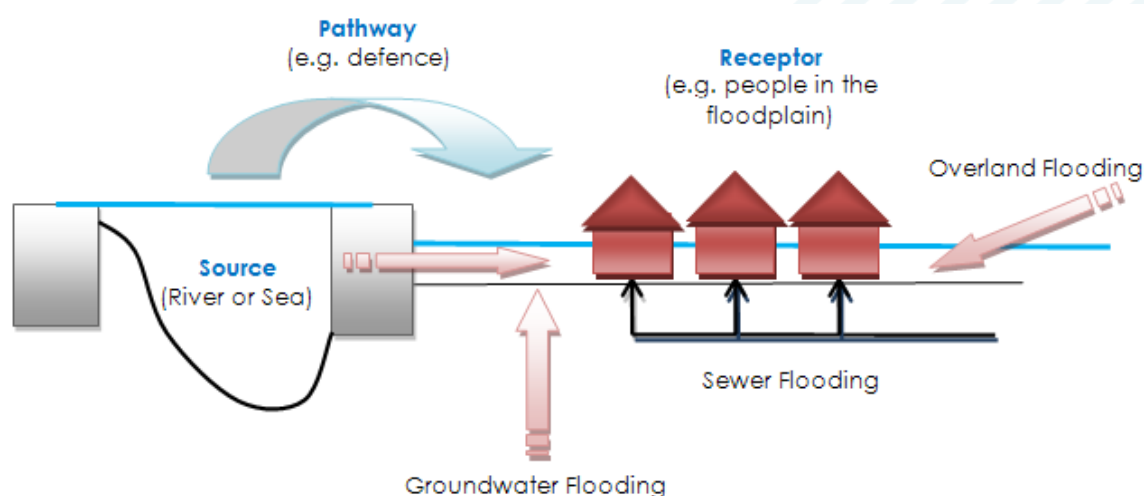 Pathway
(e.g. defence)
Receptor
(e.g. people in the
floodplain)
Overland Flooding
Source
(River or Sea)
Sewer Flooding
Groundwater Flooding